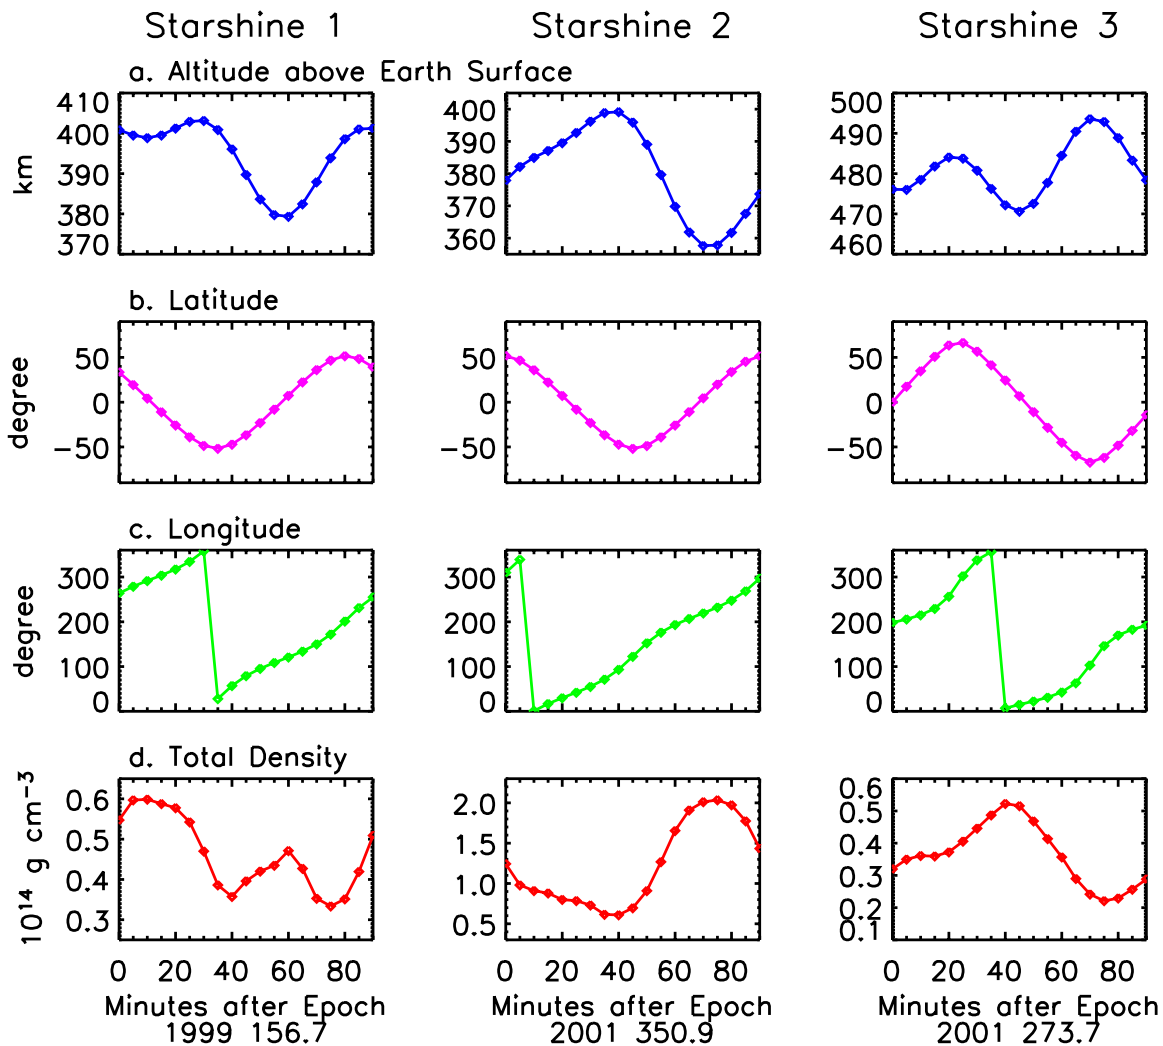 Starshine 1 Starshine 2 Starshine 3
a. Altitude above Earth Surface
410 400 390 380 370
km
400 390 380 370 360
500 490 480 470 460
b. Latitude
50 0 −50
degree
50 0 −50
50 0 −50
c. Longitude
300 200 100 0
degree
300 200 100 0
300 200 100 0
d. Total Density
0.6 0.5 0.4 0.3
10¹⁴ g cm⁻³
2.0 1.5 1.0 0.5
0.6 0.5 0.4 0.3 0.2 0.1
0 20 40 60 80 0 20 40 60 80 0 20 40 60 80
Minutes after Epoch Minutes after Epoch Minutes after Epoch
1999 156.7 2001 350.9 2001 273.7